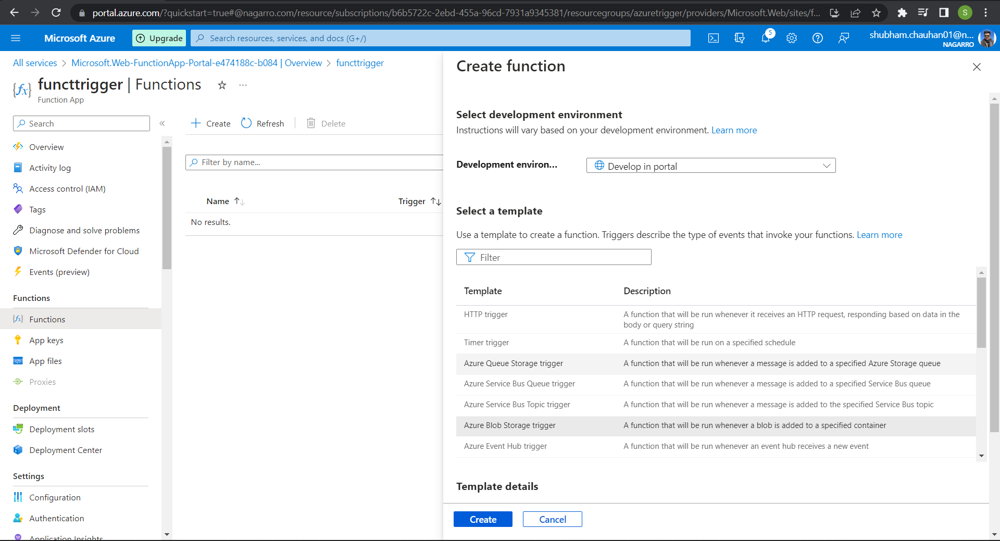 portal.azure.com/?quickstart=true#@nagarro.com/resource/subscriptions/b6b5722c-2ebd-455a-96cd-7931a9345381/resourcegroups/azuretrigger/providers/Microsoft.Web/sites/f...
S
Microsoft Azure
Upgrade
Search resources, services, and docs (G+/)
5
shubham.chauhan01@n...
NAGARRO
All services > Microsoft.Web-FunctionApp-Portal-e474188c-b084 | Overview > functtrigger
functtrigger | Functions
Function App
Search
Overview
Activity log
Access control (IAM)
Tags
Diagnose and solve problems
Microsoft Defender for Cloud
Events (preview)
Functions
Functions
App keys
App files
Proxies
Deployment
Deployment slots
Deployment Center
Settings
Configuration
Authentication
Application Insights
Create
Refresh
Delete
Filter by name...
Name
Trigger
No results.
Create function
Select development environment
Instructions will vary based on your development environment. Learn more
Development environ...
Develop in portal
Select a template
Use a template to create a function. Triggers describe the type of events that invoke your functions. Learn more
Filter
Template Description
HTTP trigger A function that will be run whenever it receives an HTTP request, responding based on data in the
body or query string
Timer trigger A function that will be run on a specified schedule
Azure Queue Storage trigger A function that will be run whenever a message is added to a specified Azure Storage queue
Azure Service Bus Queue trigger A function that will be run whenever a message is added to a specified Service Bus queue
Azure Service Bus Topic trigger A function that will be run whenever a message is added to the specified Service Bus topic
Azure Blob Storage trigger A function that will be run whenever a blob is added to a specified container
Azure Event Hub trigger A function that will be run whenever an event hub receives a new event
Template details
Create
Cancel